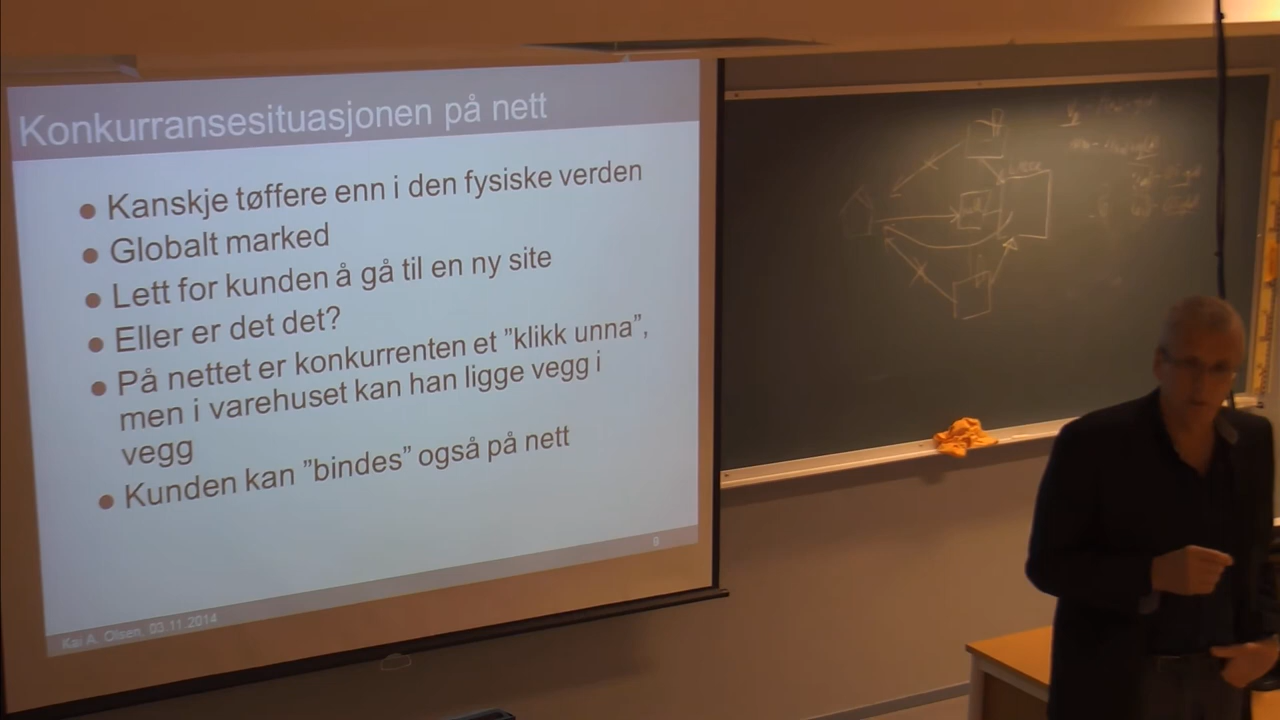 Konkurransesituasjonen på nett
● Kanskje tøffere enn i den fysiske verden
● Globalt marked
● Lett for kunden å gå til en ny site
● Eller er det det?
● På nettet er konkurrenten et ”klikk unna”,
men i varehuset kan han ligge vegg i
vegg
● Kunden kan ”bindes” også på nett
Kai A. Olsen, 03.11.2014